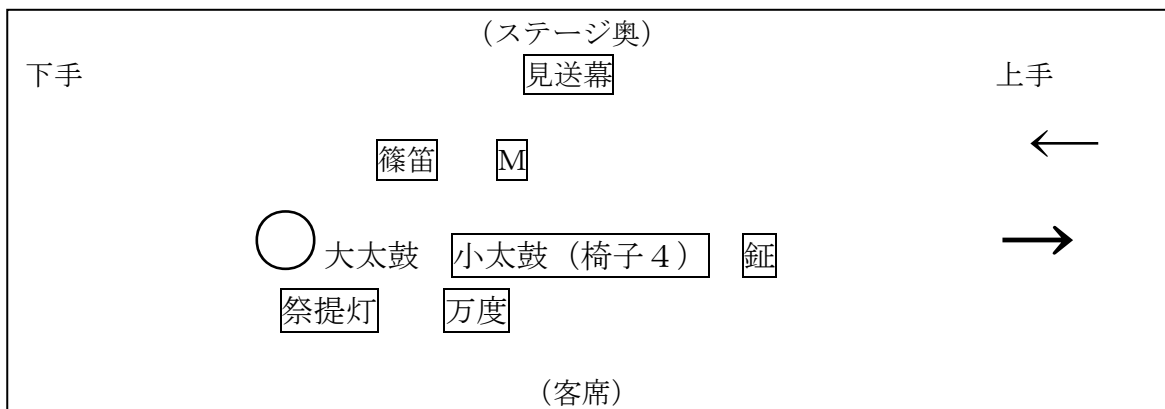 （ステージ奥）
下手 見送幕 上手
篠笛 M
大太鼓 小太鼓（椅子４） 鉦
祭提灯 万度
（客席）